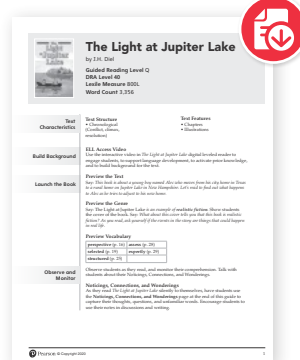 The Light
at
Jupiter Lake
The Light at Jupiter Lake
by J.H. Diel
Guided Reading Level Q
DRA Level 40
Lexile Measure 800L
Word Count 3,356
Text
Characteristics
Text Structure
• Chronological
(Conflict, climax,
resolution)
Text Features
• Chapters
• Illustrations
Build Background
ELL Access Video
Use the interactive video in The Light at Jupiter Lake digital leveled reader to
engage students, to support language development, to activate prior knowledge,
and to build background for the text.
Launch the Book
Preview the Text
Say: This book is about a young boy named Alex who moves from his city home in Texas
to a rural home on Jupiter Lake in New Hampshire. Let's read to find out what happens
to Alex as he tries to adjust to his new home.
Preview the Genre
Say: The Light at Jupiter Lake is an example of realistic fiction. Show students
the cover of the book. Say: What about this cover tells you that this book is realistic
fiction? As you read, ask yourself if the events in the story are things that could happen
in real life.
Preview Vocabulary
perspective (p. 16)
access (p. 28)
selected (p. 19)
expertly (p. 29)
structured (p. 25)
Observe and
Monitor
Observe students as they read, and monitor their comprehension. Talk with
students about their Noticings, Connections, and Wonderings.
Noticings, Connections, and Wonderings
As they read The Light at Jupiter Lake silently to themselves, have students use
the Noticings, Connections, and Wonderings page at the end of this guide to
capture their thoughts, questions, and unfamiliar words. Encourage students to
use their notes in discussions and writing.
Pearson © Copyright 2020
1